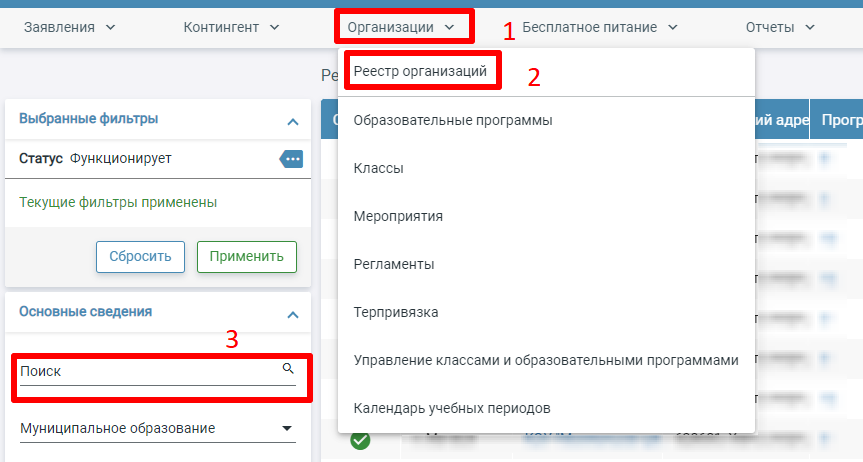 Заявления
Контингент
Организации
1
Бесплатное питание
Отчеты
Реестр организаций
2
Ре
Выбранные фильтры
Образовательные программы
ий адре
Прогр
Статус Функционирует
Классы
Текущие фильтры применены
Мероприятия
Сбросить
Применить
Регламенты
Основные сведения
Терпривязка
3
Поиск
Управление классами и образовательными программами
Муниципальное образование
Календарь учебных периодов